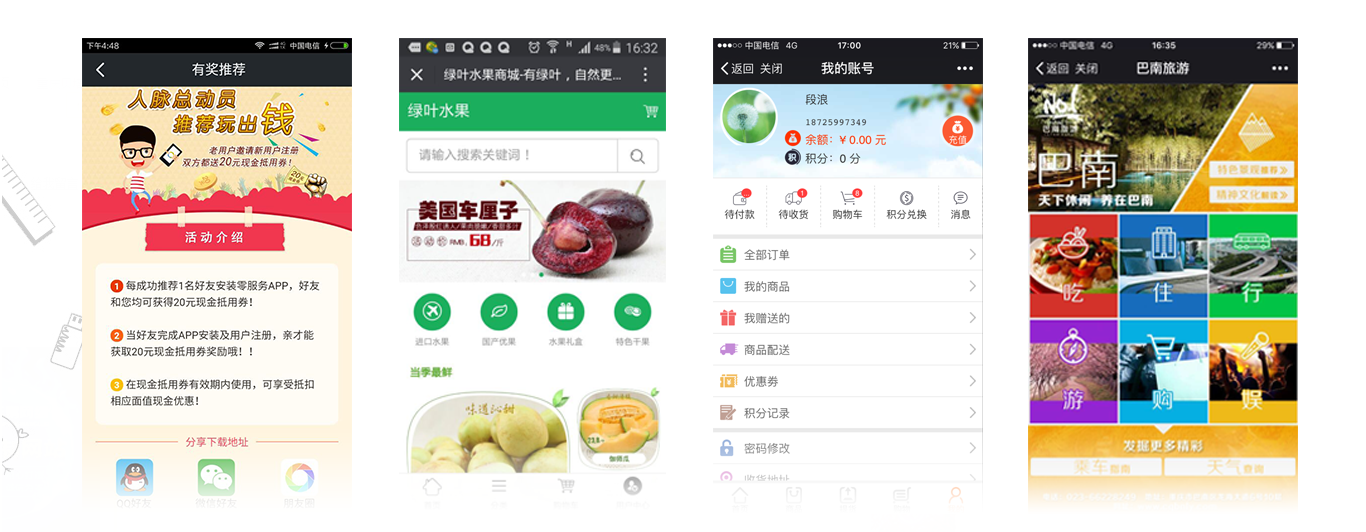 下午4:48
中国电信
有奖推荐
人脉总动员
推荐玩出钱
老用户邀请新用户注册
双方都送20元现金抵用券！
20元
活动介绍
1 每成功推荐1名好友安装零服务APP，好友
和您均可获得20元现金抵用券！
2 当好友完成APP安装及用户注册，亲才能
获取20元现金抵用券奖励哦！！
3 在现金抵用券有效期内使用，可享受抵扣
相应面值现金优惠！
分享下载地址
QQ好友
微信好友
朋友圈
H 48% 16:32
绿叶水果商城-有绿叶，自然更...
绿叶水果
请输入搜索关键词！
美国车厘子
活动价 RMB. 68/斤
进口水果
国产优果
水果礼盒
特色干果
当季最鲜
味道沁甜
中国电信 4G
17:00
21%
返回 关闭
我的账号
段浪
18725997349
余额：￥0.00 元
积 积分：0 分
充值
待付款
1
待收货
8
购物车
积分兑换
消息
全部订单
我的商品
我赠送的
商品配送
优惠券
积分记录
密码修改
收货地址
中国电信 4G
16:35
29%
返回 关闭
巴南旅游
No.1
巴南旅游
巴南
天下休闲 养在巴南
特色景观推荐
精神文化解读
吃
住
行
游
购
娱
发掘更多精彩
乘车指南
天气查询